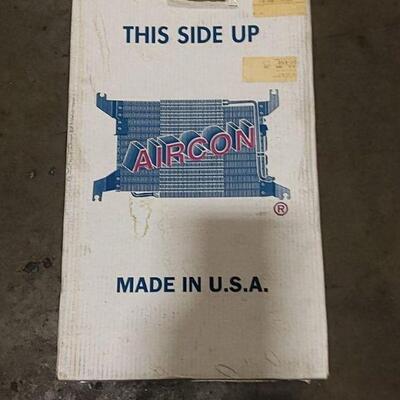 THIS SIDE UP
AIRCON
®
MADE IN U.S.A.